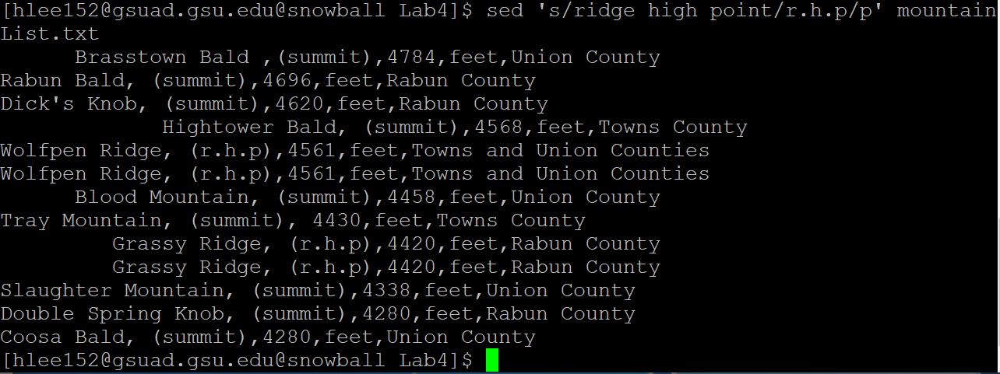 [hlee152@gsuad.gsu.edu@snowball Lab4]$ sed 's/ridge high point/r.h.p/p' mountain
List.txt
      Brasstown Bald ,(summit),4784,feet,Union County
Rabun Bald, (summit),4696,feet,Rabun County
Dick's Knob, (summit),4620,feet,Rabun County
             Hightower Bald, (summit),4568,feet,Towns County
Wolfpen Ridge, (r.h.p),4561,feet,Towns and Union Counties
Wolfpen Ridge, (r.h.p),4561,feet,Towns and Union Counties
      Blood Mountain, (summit),4458,feet,Union County
Tray Mountain, (summit), 4430,feet,Towns County
         Grassy Ridge, (r.h.p),4420,feet,Rabun County
         Grassy Ridge, (r.h.p),4420,feet,Rabun County
Slaughter Mountain, (summit),4338,feet,Union County
Double Spring Knob, (summit),4280,feet,Rabun County
Coosa Bald, (summit),4280,feet,Union County
[hlee152@gsuad.gsu.edu@snowball Lab4]$